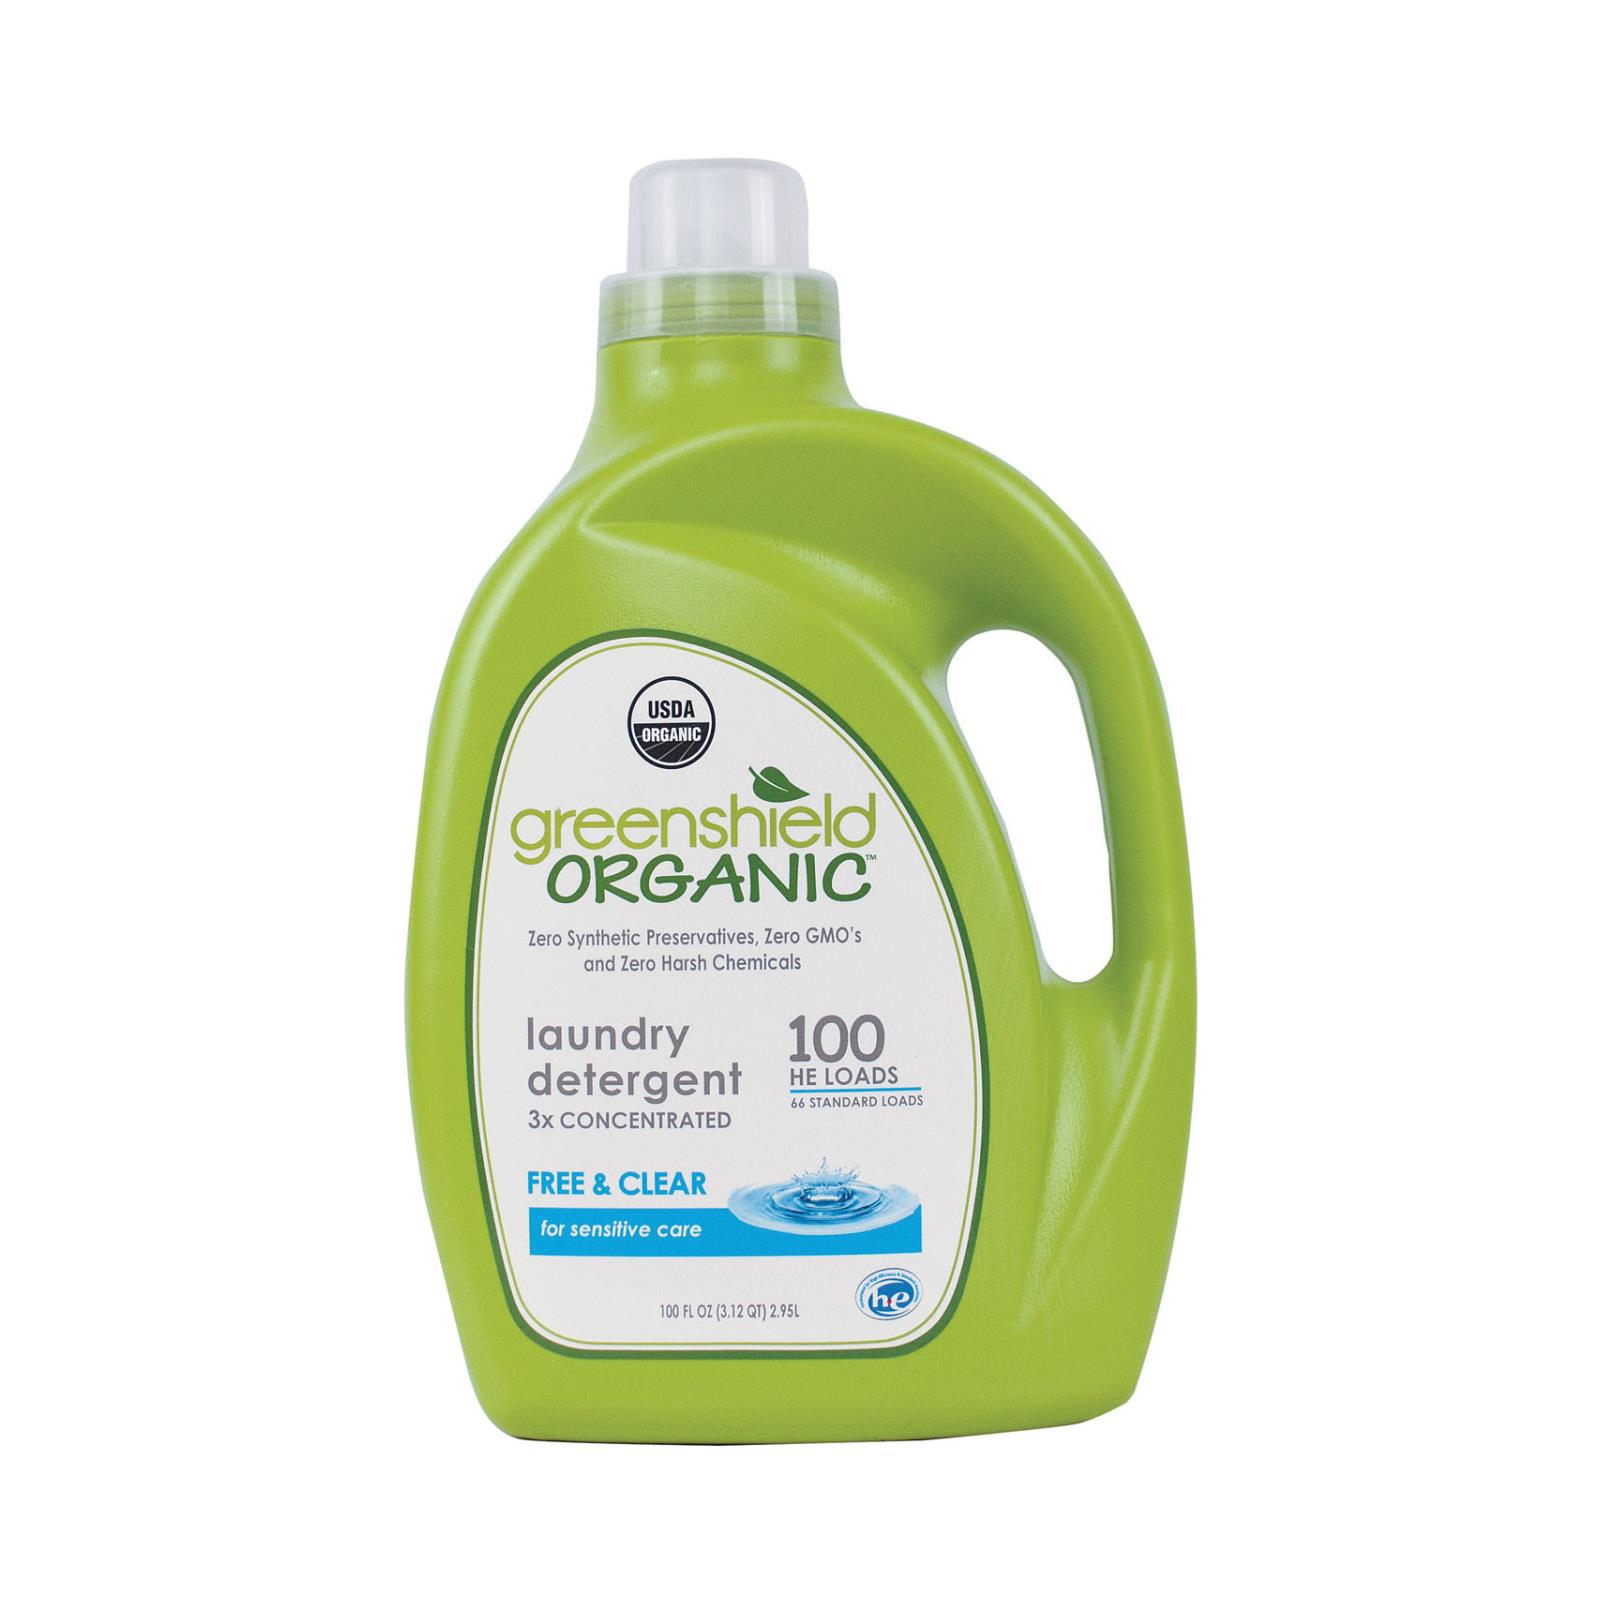 USDA
ORGANIC
greenshield
ORGANIC™
Zero Synthetic Preservatives, Zero GMO's
and Zero Harsh Chemicals
laundry
detergent
3x CONCENTRATED
100
HE LOADS
66 STANDARD LOADS
FREE & CLEAR
for sensitive care
he
100 FL OZ (3.12 QT) 2.95L